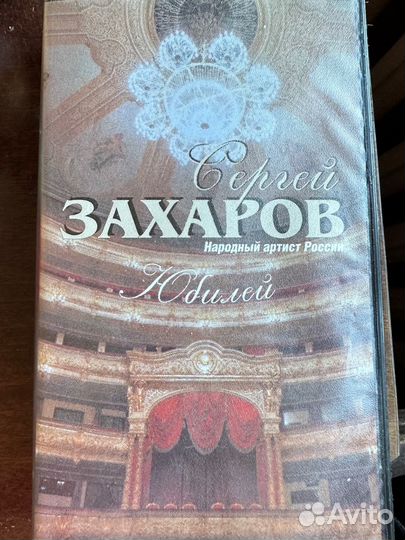 Сергей
ЗАХАРОВ
Народный артист России
Юбилей
Avito